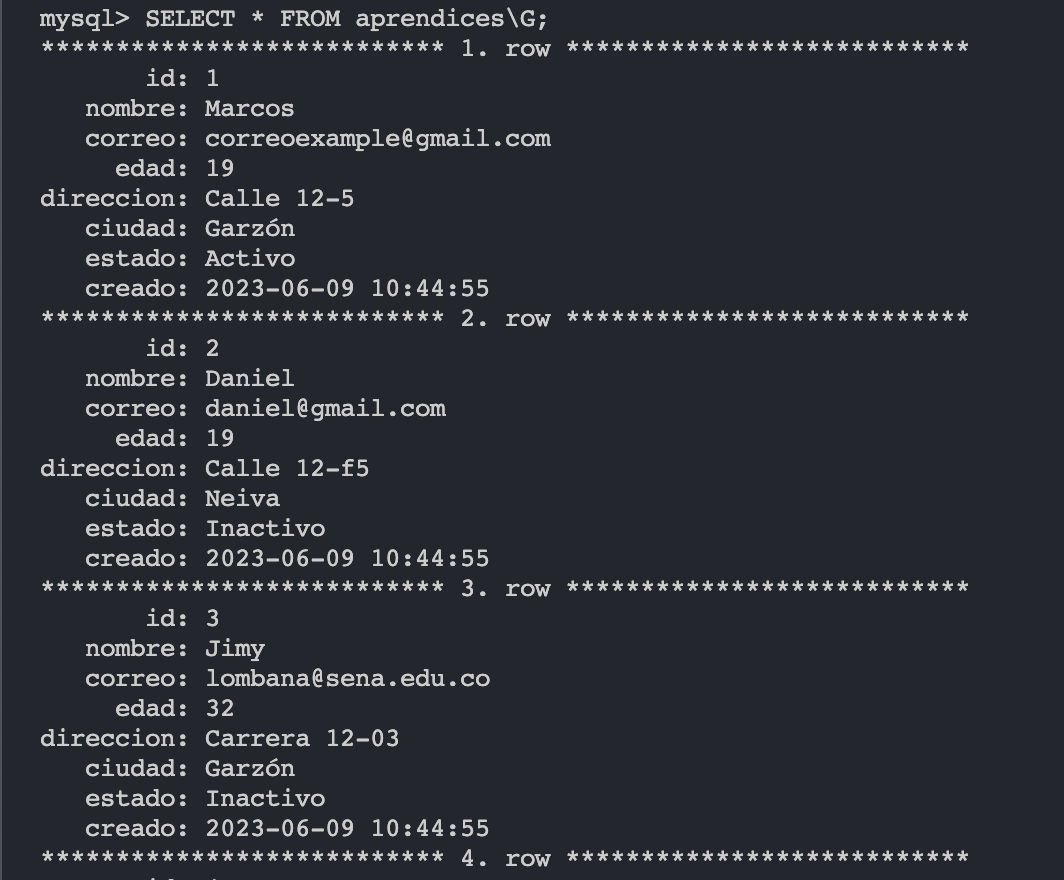 mysql> SELECT * FROM aprendices\G;
*************************** 1. row ***************************
id: 1
nombre: Marcos
correo: correoexample@gmail.com
edad: 19
direccion: Calle 12-5
ciudad: Garzón
estado: Activo
creado: 2023-06-09 10:44:55
*************************** 2. row ***************************
id: 2
nombre: Daniel
correo: daniel@gmail.com
edad: 19
direccion: Calle 12-f5
ciudad: Neiva
estado: Inactivo
creado: 2023-06-09 10:44:55
*************************** 3. row ***************************
id: 3
nombre: Jimy
correo: lombana@sena.edu.co
edad: 32
direccion: Carrera 12-03
ciudad: Garzón
estado: Inactivo
creado: 2023-06-09 10:44:55
*************************** 4. row ***************************